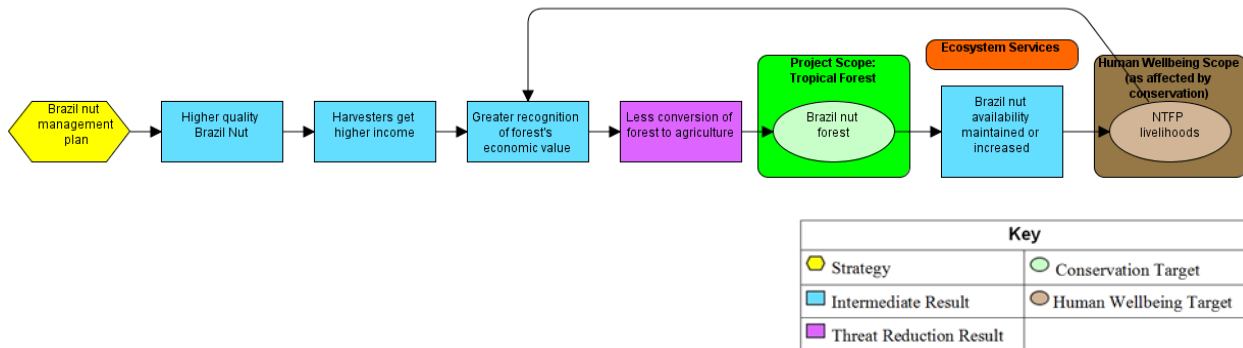 Brazil nut
management
plan
Higher quality
Brazil Nut
Harvesters get
higher income
Greater recognition
of forest's
economic value
Less conversion of
forest to agriculture
Project Scope:
Tropical Forest
Brazil nut
forest
Ecosystem Services
Brazil nut
availability
maintained or
increased
Human Wellbeing Scope
(as affected by
conservation)
NTFP
livelihoods
Key
Strategy
Conservation Target
Intermediate Result
Human Wellbeing Target
Threat Reduction Result